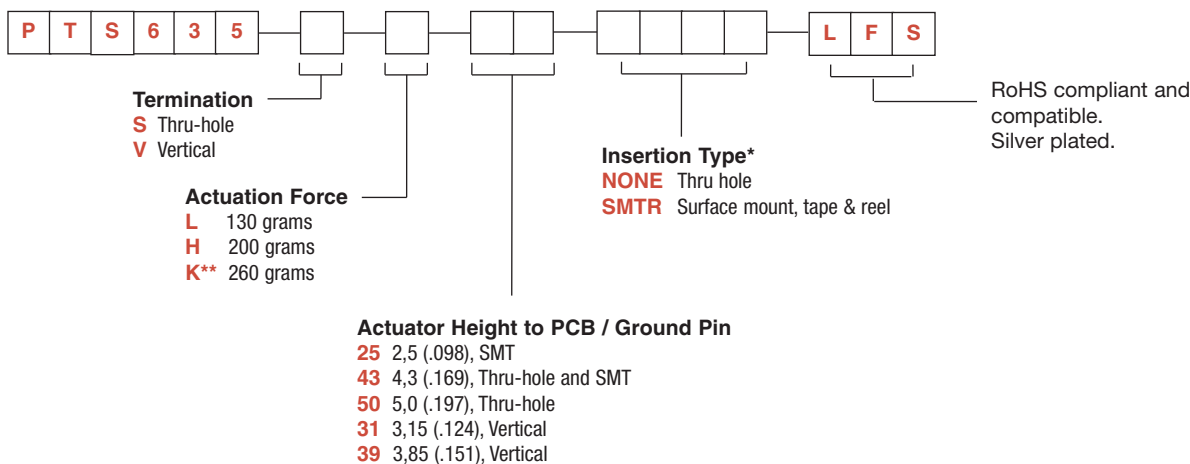 P T S 6 3 5 L F S
Termination
S Thru-hole
V Vertical
RoHS compliant and
compatible.
Silver plated.
Insertion Type*
NONE Thru hole
SMTR Surface mount, tape & reel
Actuation Force
L 130 grams
H 200 grams
K** 260 grams
Actuator Height to PCB / Ground Pin
25 2,5 (.098), SMT
43 4,3 (.169), Thru-hole and SMT
50 5,0 (.197), Thru-hole
31 3,15 (.124), Vertical
39 3,85 (.151), Vertical